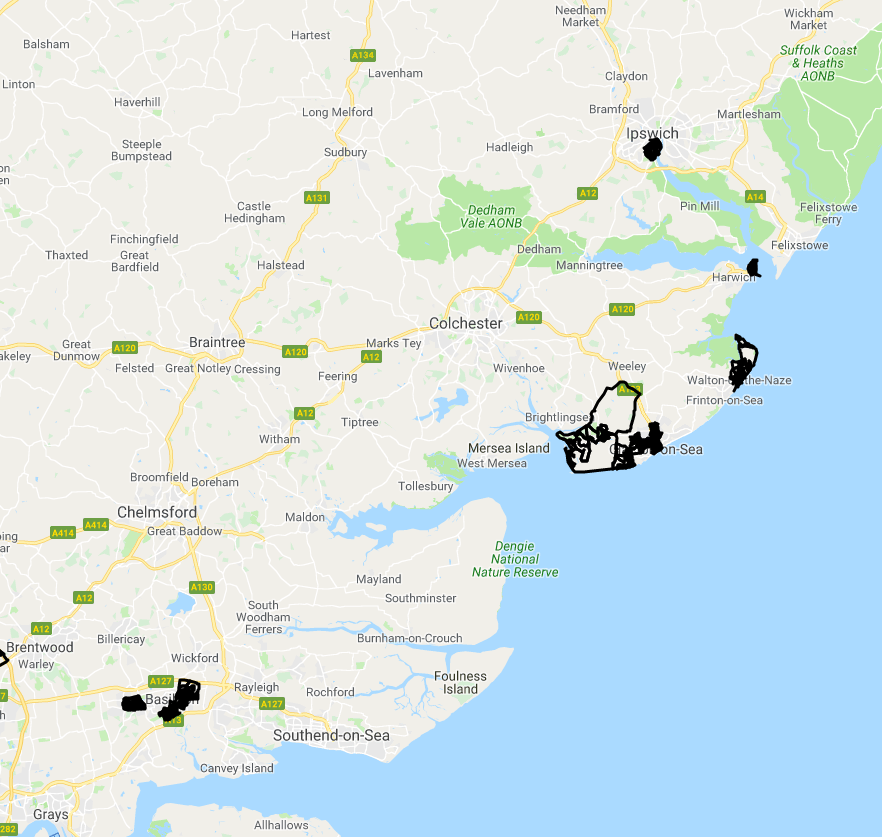 Needham
Market
Wickham
Market
Balsham
Hartest
A134
Lavenham
Claydon
Suffolk Coast
& Heaths
AONB
Linton
Haverhill
Long Melford
Bramford
Martlesham
Ipswich
Steeple
Bumpstead
Sudbury
Hadleigh
A131
A12
A14
Pin Mill
Castle
Hedingham
Dedham
Vale AONB
Felixstowe
Ferry
Finchingfield
Great
Bardfield
Thaxted
Halstead
Dedham
Manningtree
Felixstowe
Harwich
Colchester
A120
A120
Great
Dunmow
A120
Braintree
A120
Marks Tey
A12
Felsted
Great Notley
Cressing
Feering
Wivenhoe
Weeley
Walton-on-the-Naze
Frinton-on-Sea
A12
Tiptree
Brightlingse
Witham
Mersea Island
West Mersea
on-Sea
Broomfield
Boreham
Tollesbury
Chelmsford
Maldon
A414
A414
Great Baddow
Dengie
National
Nature Reserve
A130
Mayland
Southminster
A12
South
Woodham
Ferrers
A12
Billericay
Burnham-on-Crouch
Brentwood
Warley
Wickford
A127
Foulness
Island
Rayleigh
Rochford
A127
Southend-on-Sea
Canvey Island
Grays
Allhallows